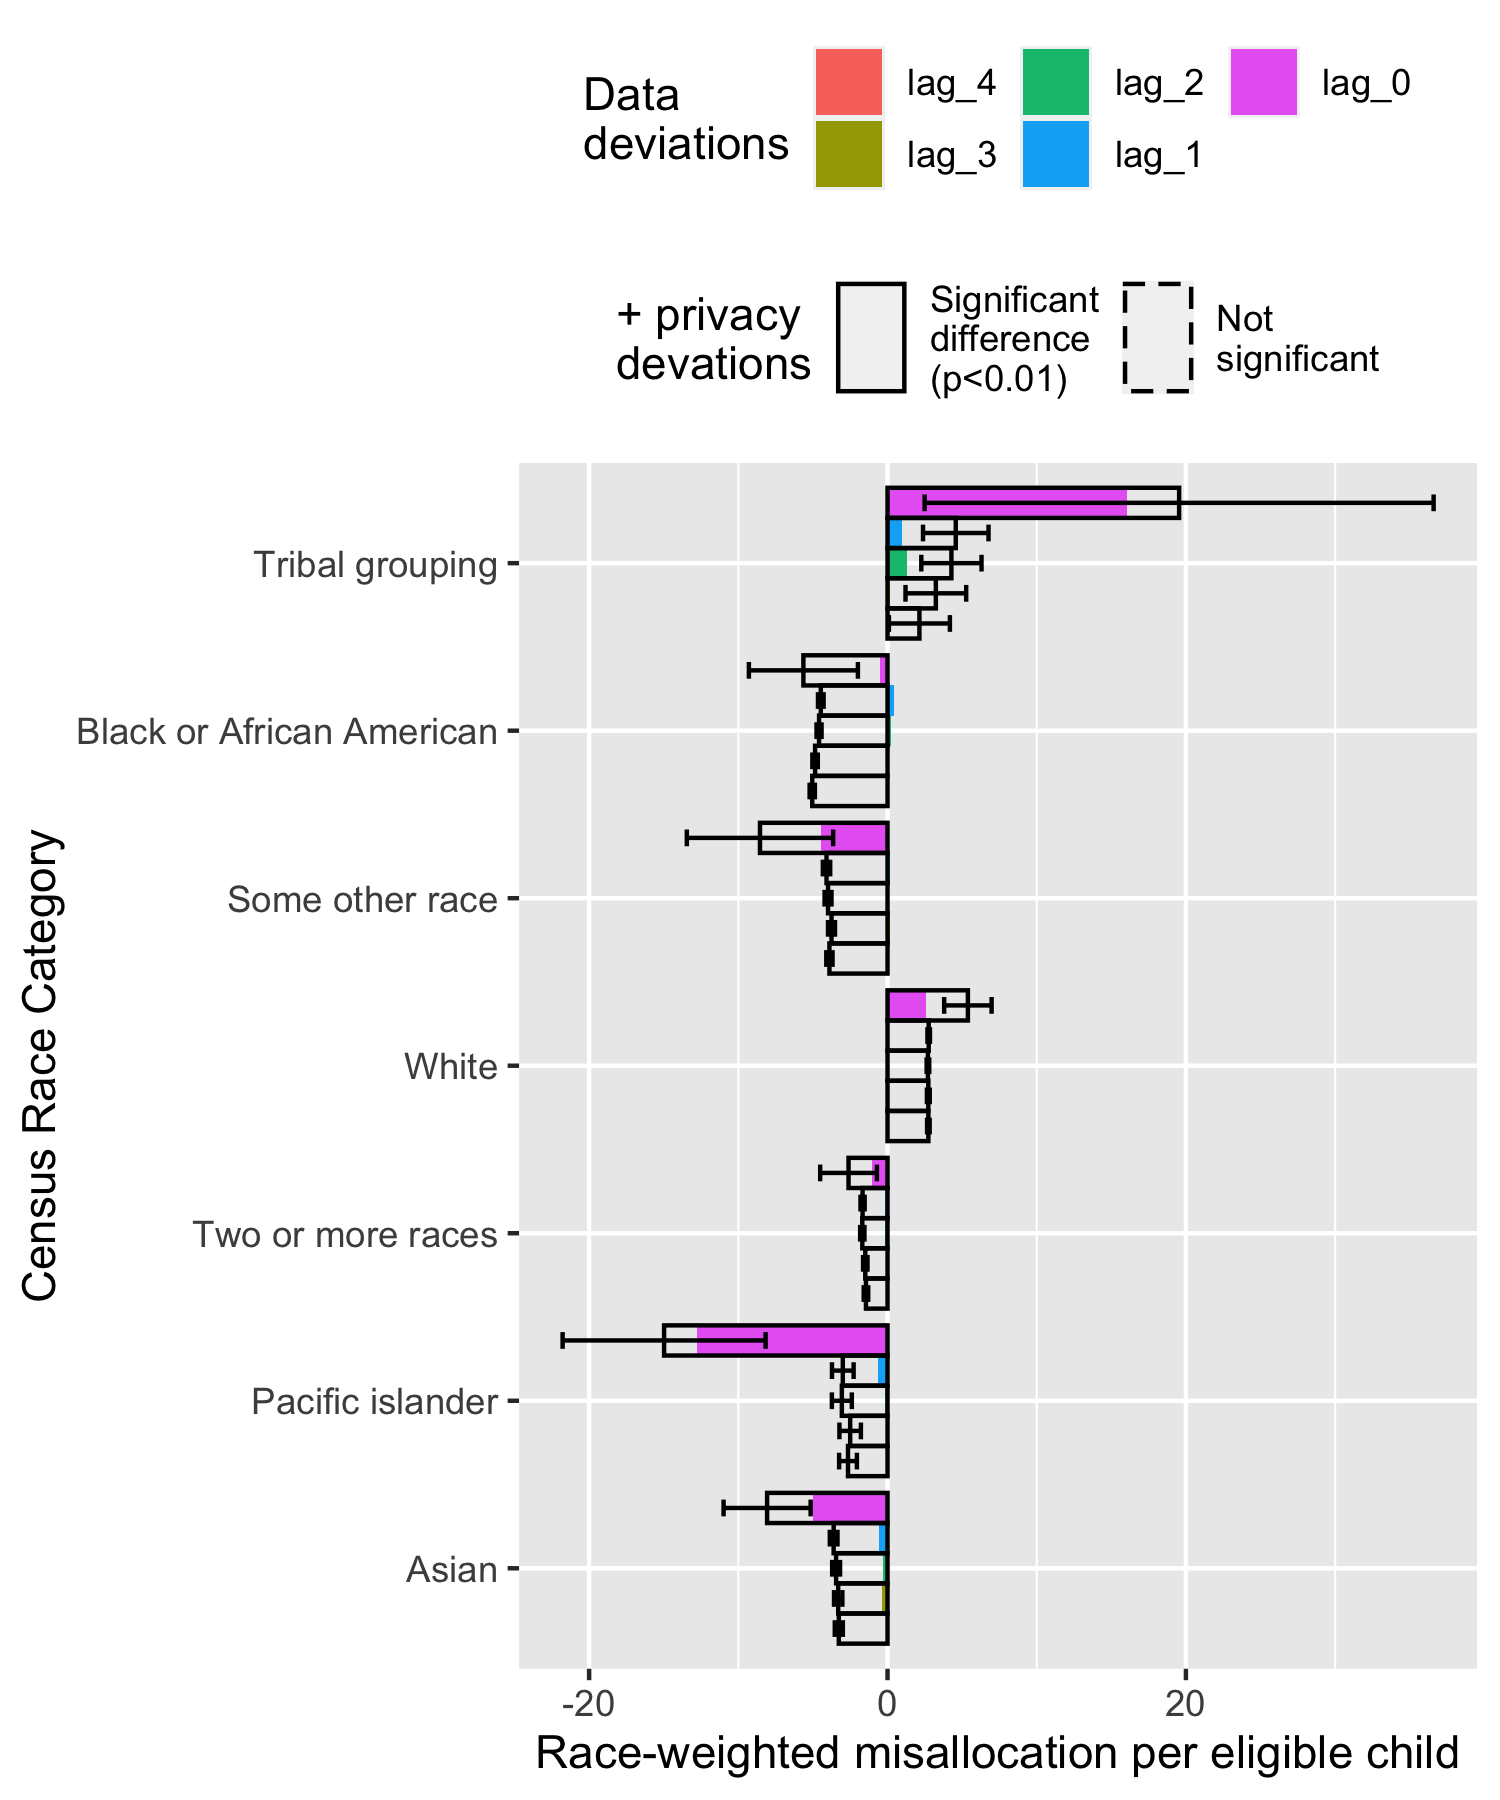 Data
deviations
lag_4
lag_2
lag_0
lag_3
lag_1
+ privacy
devations
Significant
difference
(p<0.01)
Not
significant
Census Race Category
Tribal grouping
Black or African American
Some other race
White
Two or more races
Pacific islander
Asian
-20
0
20
Race-weighted misallocation per eligible child